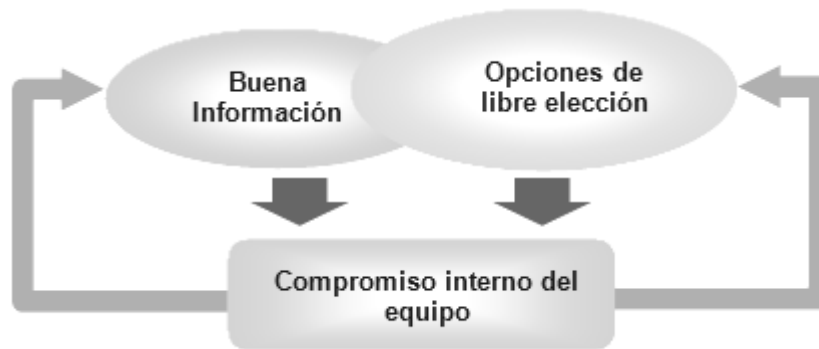 Buena
Información
Opciones de
libre elección
Compromiso interno del
equipo